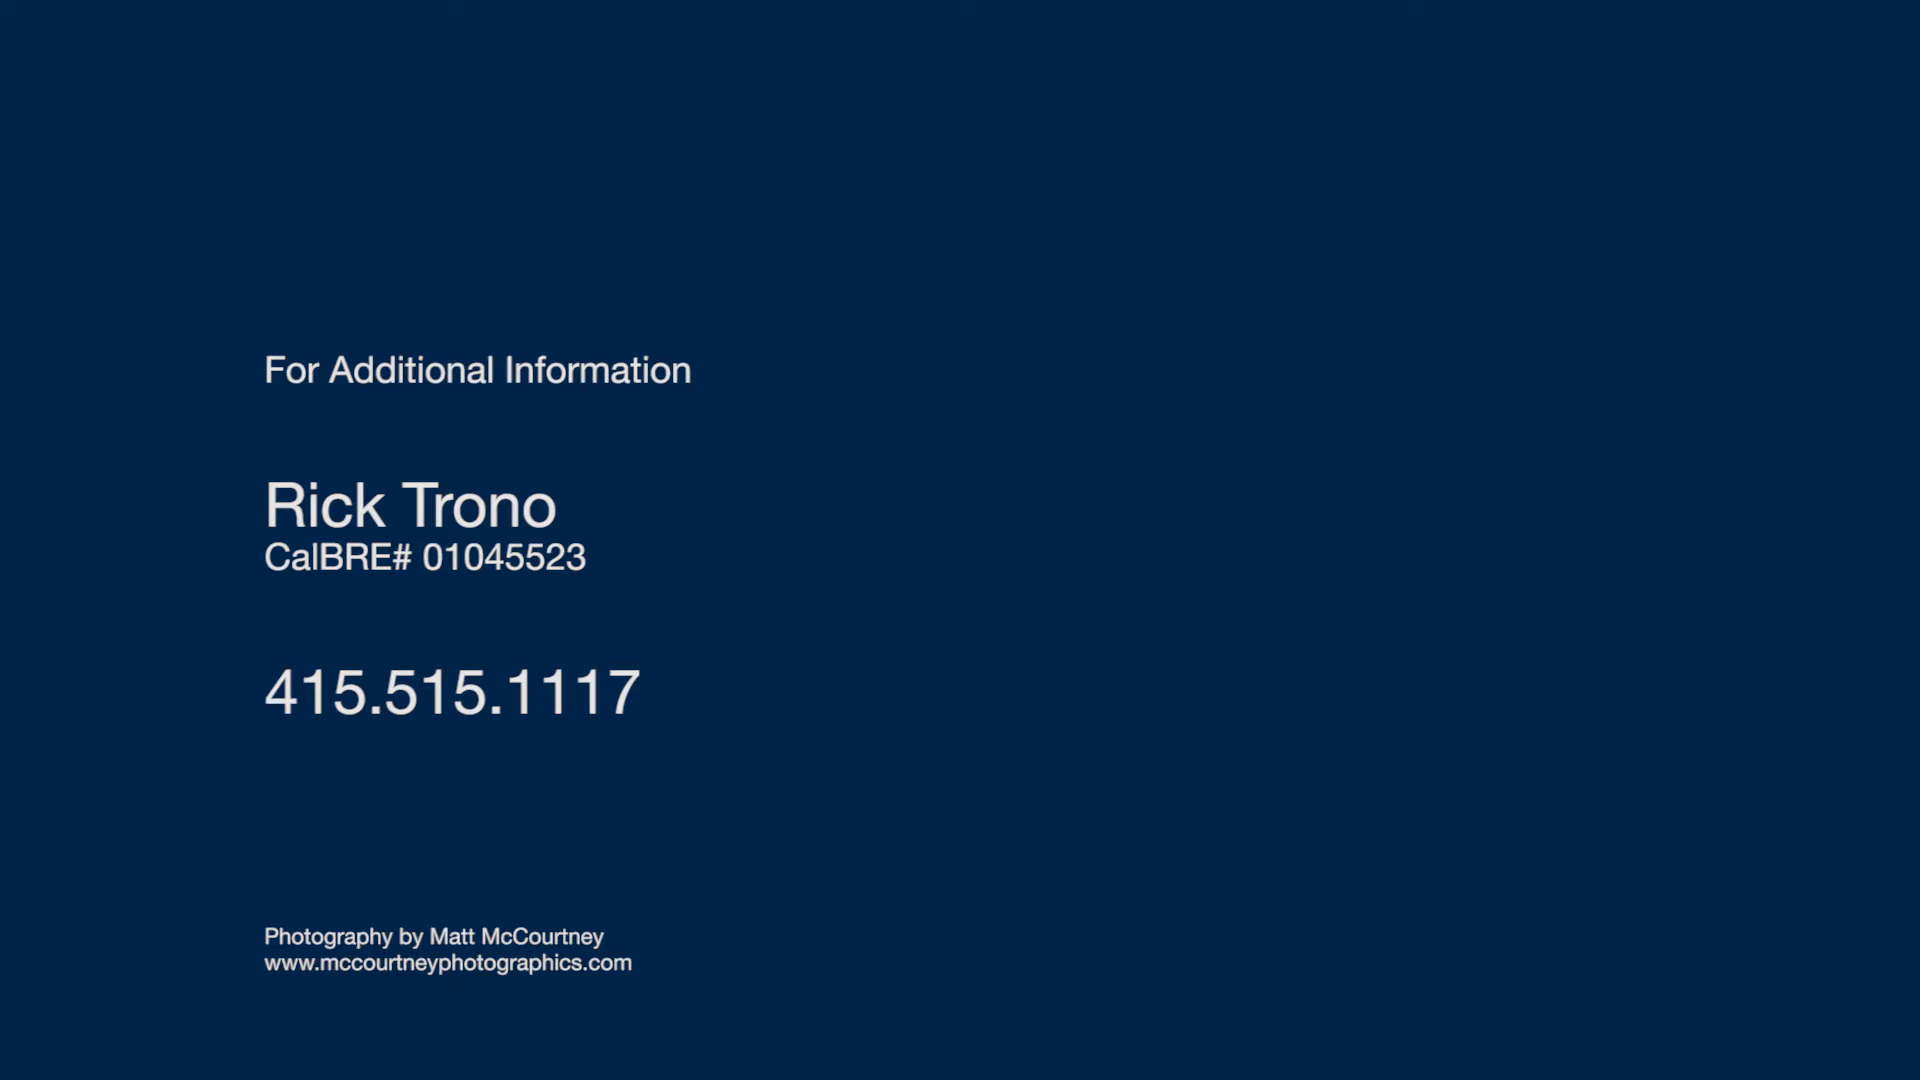 For Additional Information
Rick Trono
CalBRE# 01045523
415.515.1117
Photography by Matt McCourtney
www.mccourtneyphotographics.com